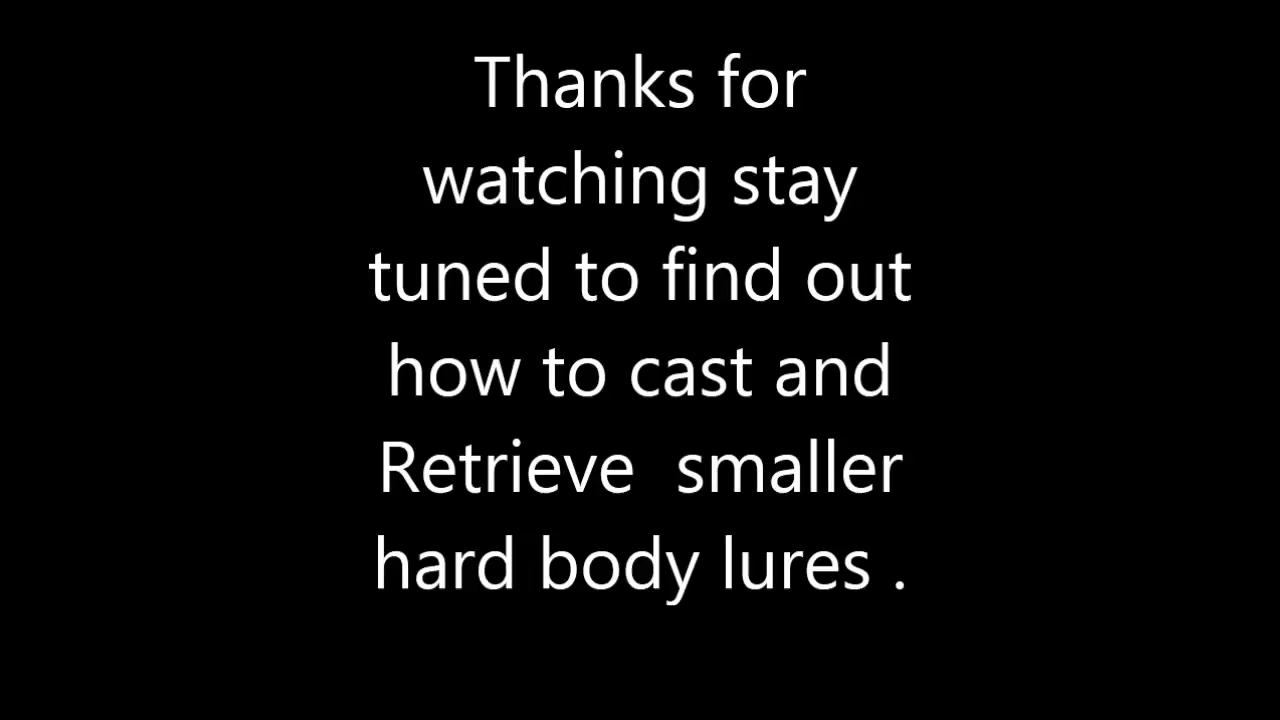 Thanks for
watching stay
tuned to find out
how to cast and
Retrieve  smaller
hard body lures .